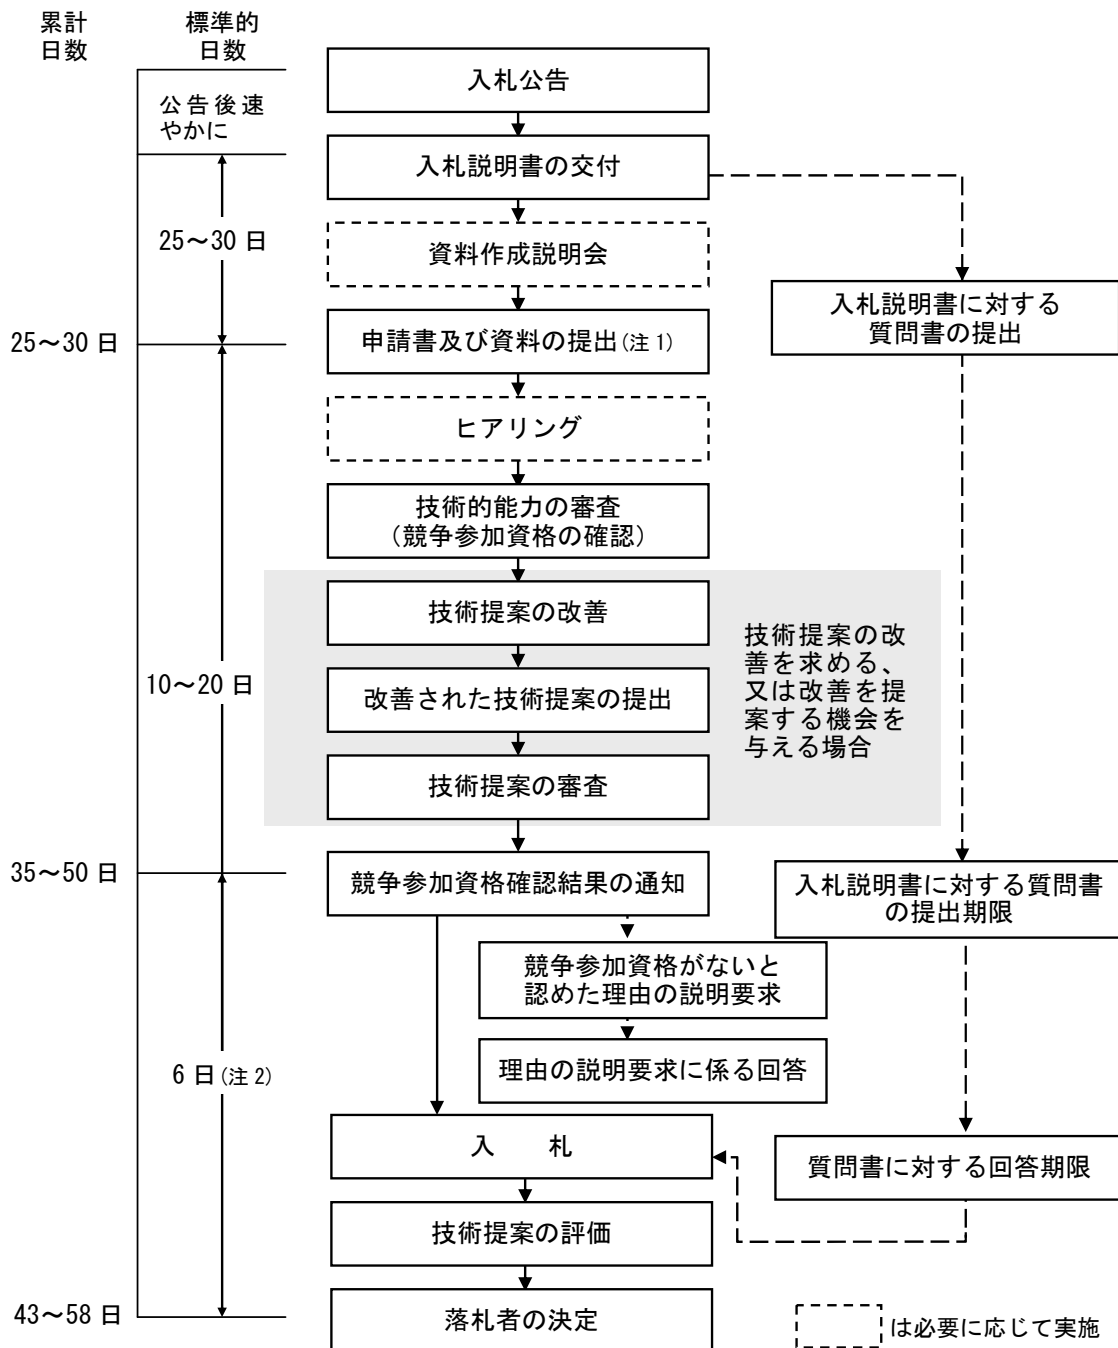 累計
日数
標準的
日数
入札公告
公告後速
やかに
入札説明書の交付
25～30 日
資料作成説明会
入札説明書に対する
質問書の提出
25～30 日
申請書及び資料の提出(注 1)
ヒアリング
技術的能力の審査
(競争参加資格の確認)
技術提案の改善
技術提案の改
善を求める、
又は改善を提
案する機会を
与える場合
10～20 日
改善された技術提案の提出
技術提案の審査
35～50 日
競争参加資格確認結果の通知
入札説明書に対する質問書
の提出期限
競争参加資格がないと
認めた理由の説明要求
6 日(注 2)
理由の説明要求に係る回答
入　札
質問書に対する回答期限
技術提案の評価
43～58 日
落札者の決定
は必要に応じて実施